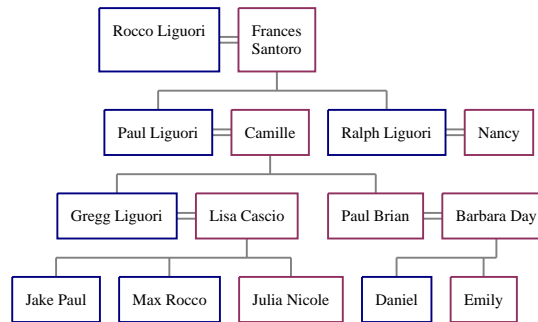 Rocco Liguori
Frances
Santoro
Paul Liguori
Camille
Ralph Liguori
Nancy
Gregg Liguori
Lisa Cascio
Paul Brian
Barbara Day
Jake Paul
Max Rocco
Julia Nicole
Daniel
Emily